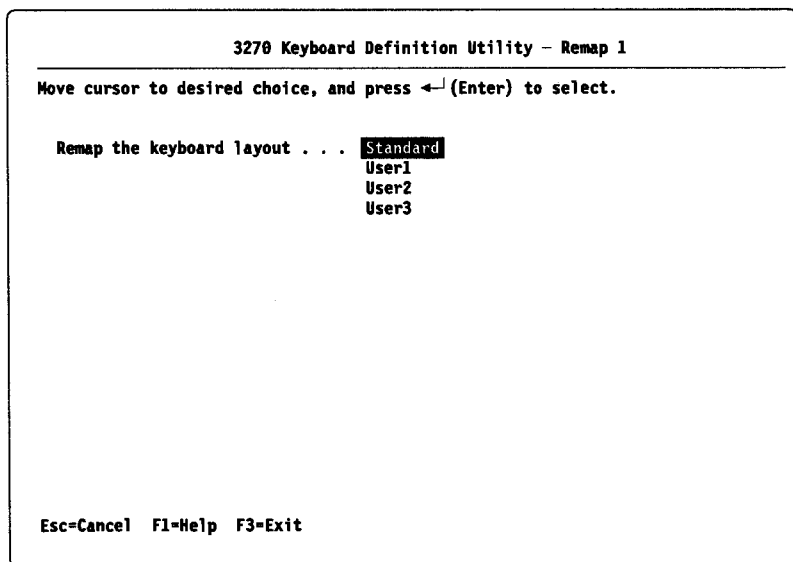 3270 Keyboard Definition Utility — Remap 1
Move cursor to desired choice, and press ↵ (Enter) to select.
Remap the keyboard layout . . . Standard
User1
User2
User3
Esc=Cancel F1=Help F3=Exit